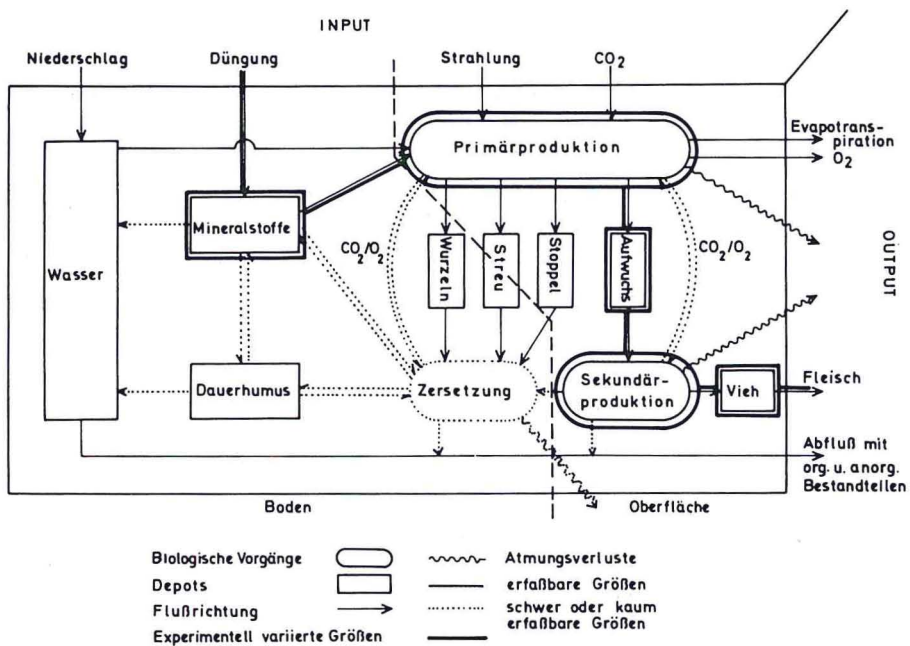 INPUT
Niederschlag
Düngung
Strahlung
CO₂
Primärproduktion
Evapotrans-
piration
O₂
Mineralstoffe
Wasser
CO₂/O₂
Wurzeln
Streu
Stoppel
Aufwuchs
CO₂/O₂
OUTPUT
Dauerhumus
Zersetzung
Sekundär-
produktion
Vieh
Fleisch
Abfluß mit
org. u. anorg.
Bestandteilen
Boden
Oberfläche
Biologische Vorgänge
Atmungsverluste
Depots
erfaßbare Größen
Flußrichtung
schwer oder kaum
erfaßbare Größen
Experimentell variierte Größen